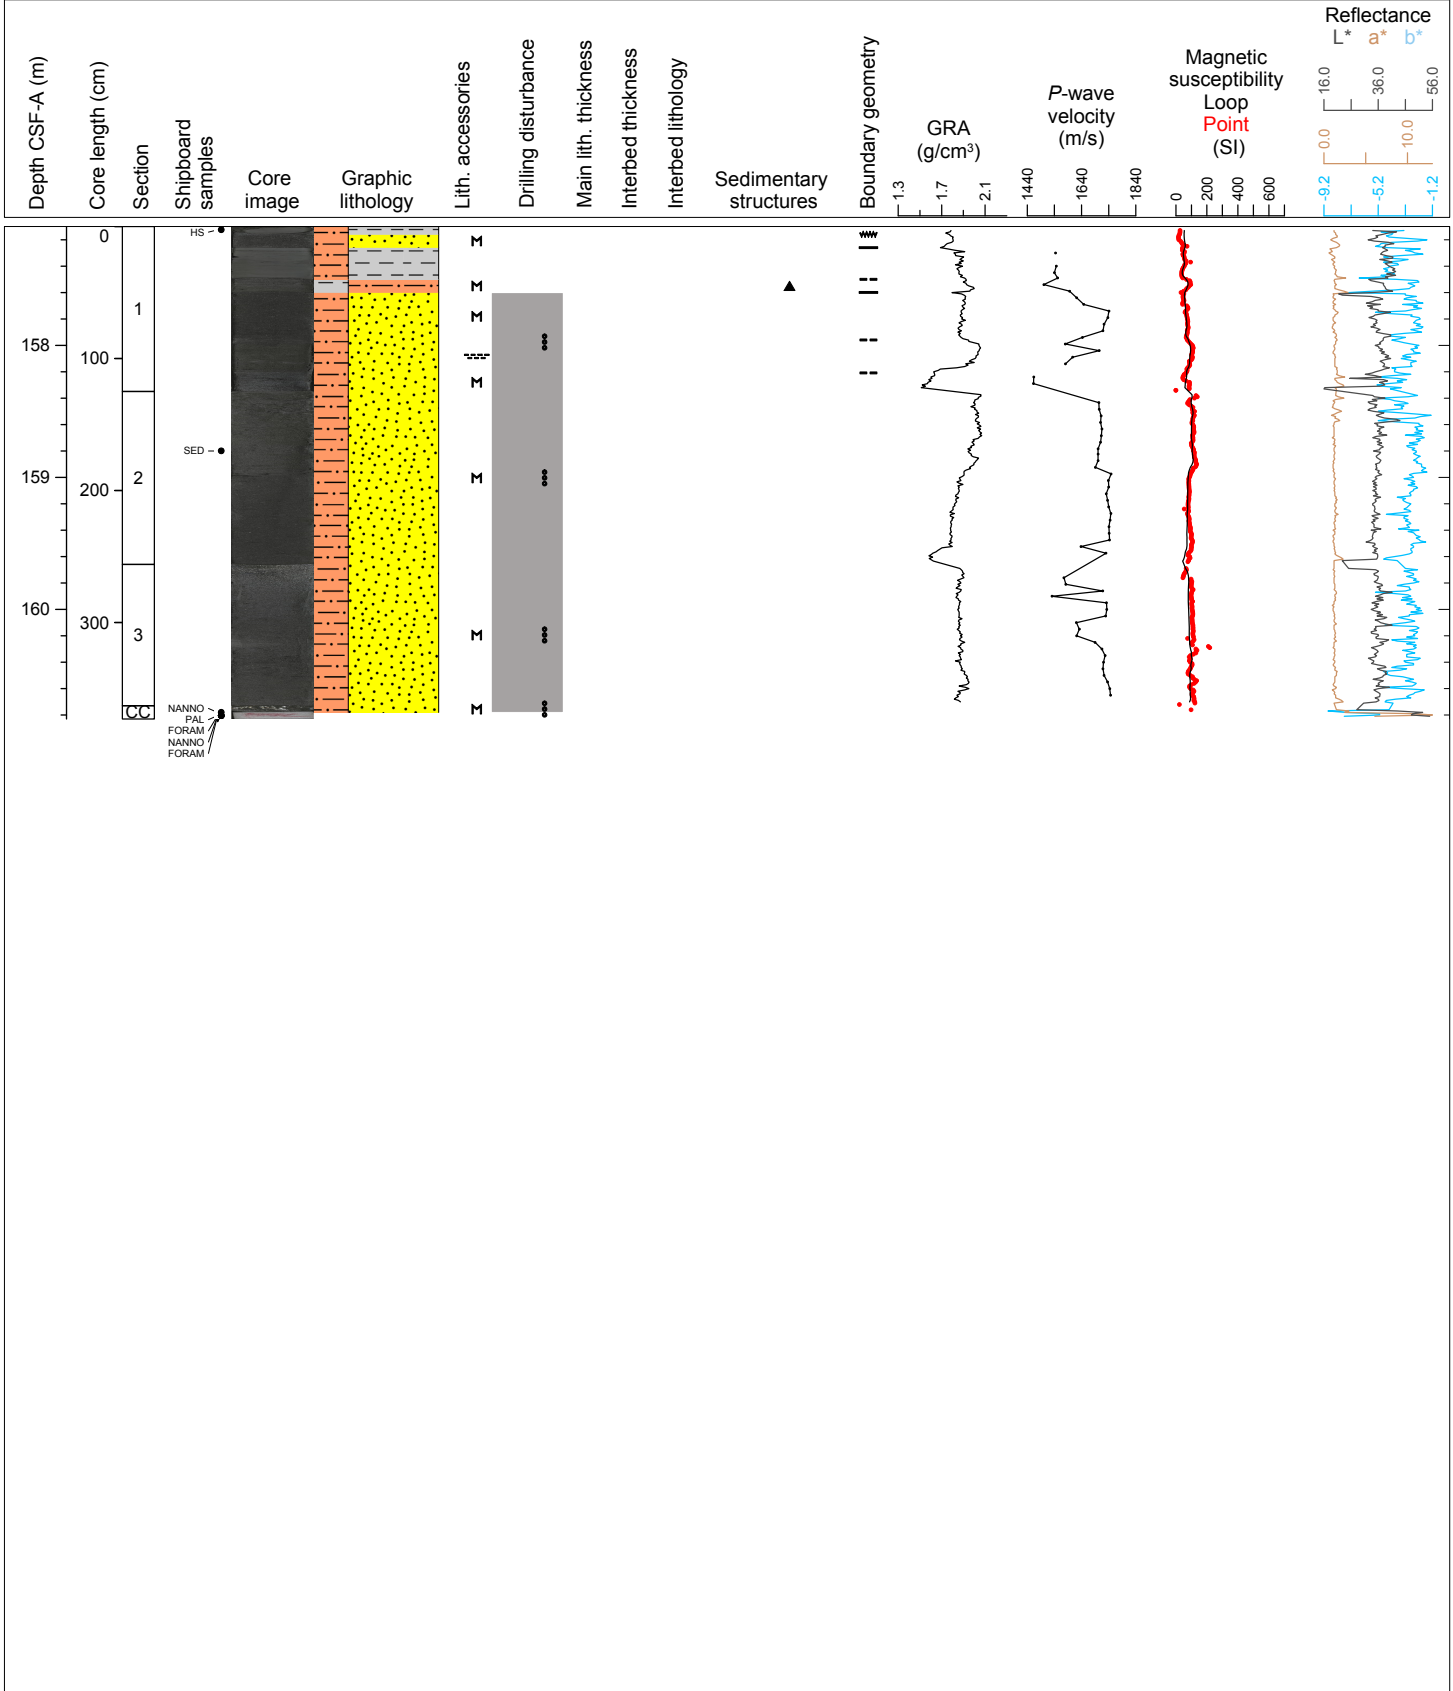 Depth CSF-A (m)
Core length (cm)
Section
Shipboard
samples
Core
image
Graphic
lithology
Lith. accessories
Drilling disturbance
Main lith. thickness
Interbed thickness
Interbed lithology
Sedimentary
structures
Boundary geometry
GRA
(g/cm³)
1.3
1.7
2.1
P-wave
velocity
(m/s)
1440
1640
1840
Magnetic
susceptibility
Loop
Point
(SI)
0
200
400
600
Reflectance
L* a* b*
16.0
36.0
56.0
0.0
10.0
-9.2
-5.2
-1.2
158
159
160
0
100
200
300
1
2
3
CC
HS
SED
NANNO
PAL
FORAM
NANNO
FORAM
M
M
M
M
M
M
M